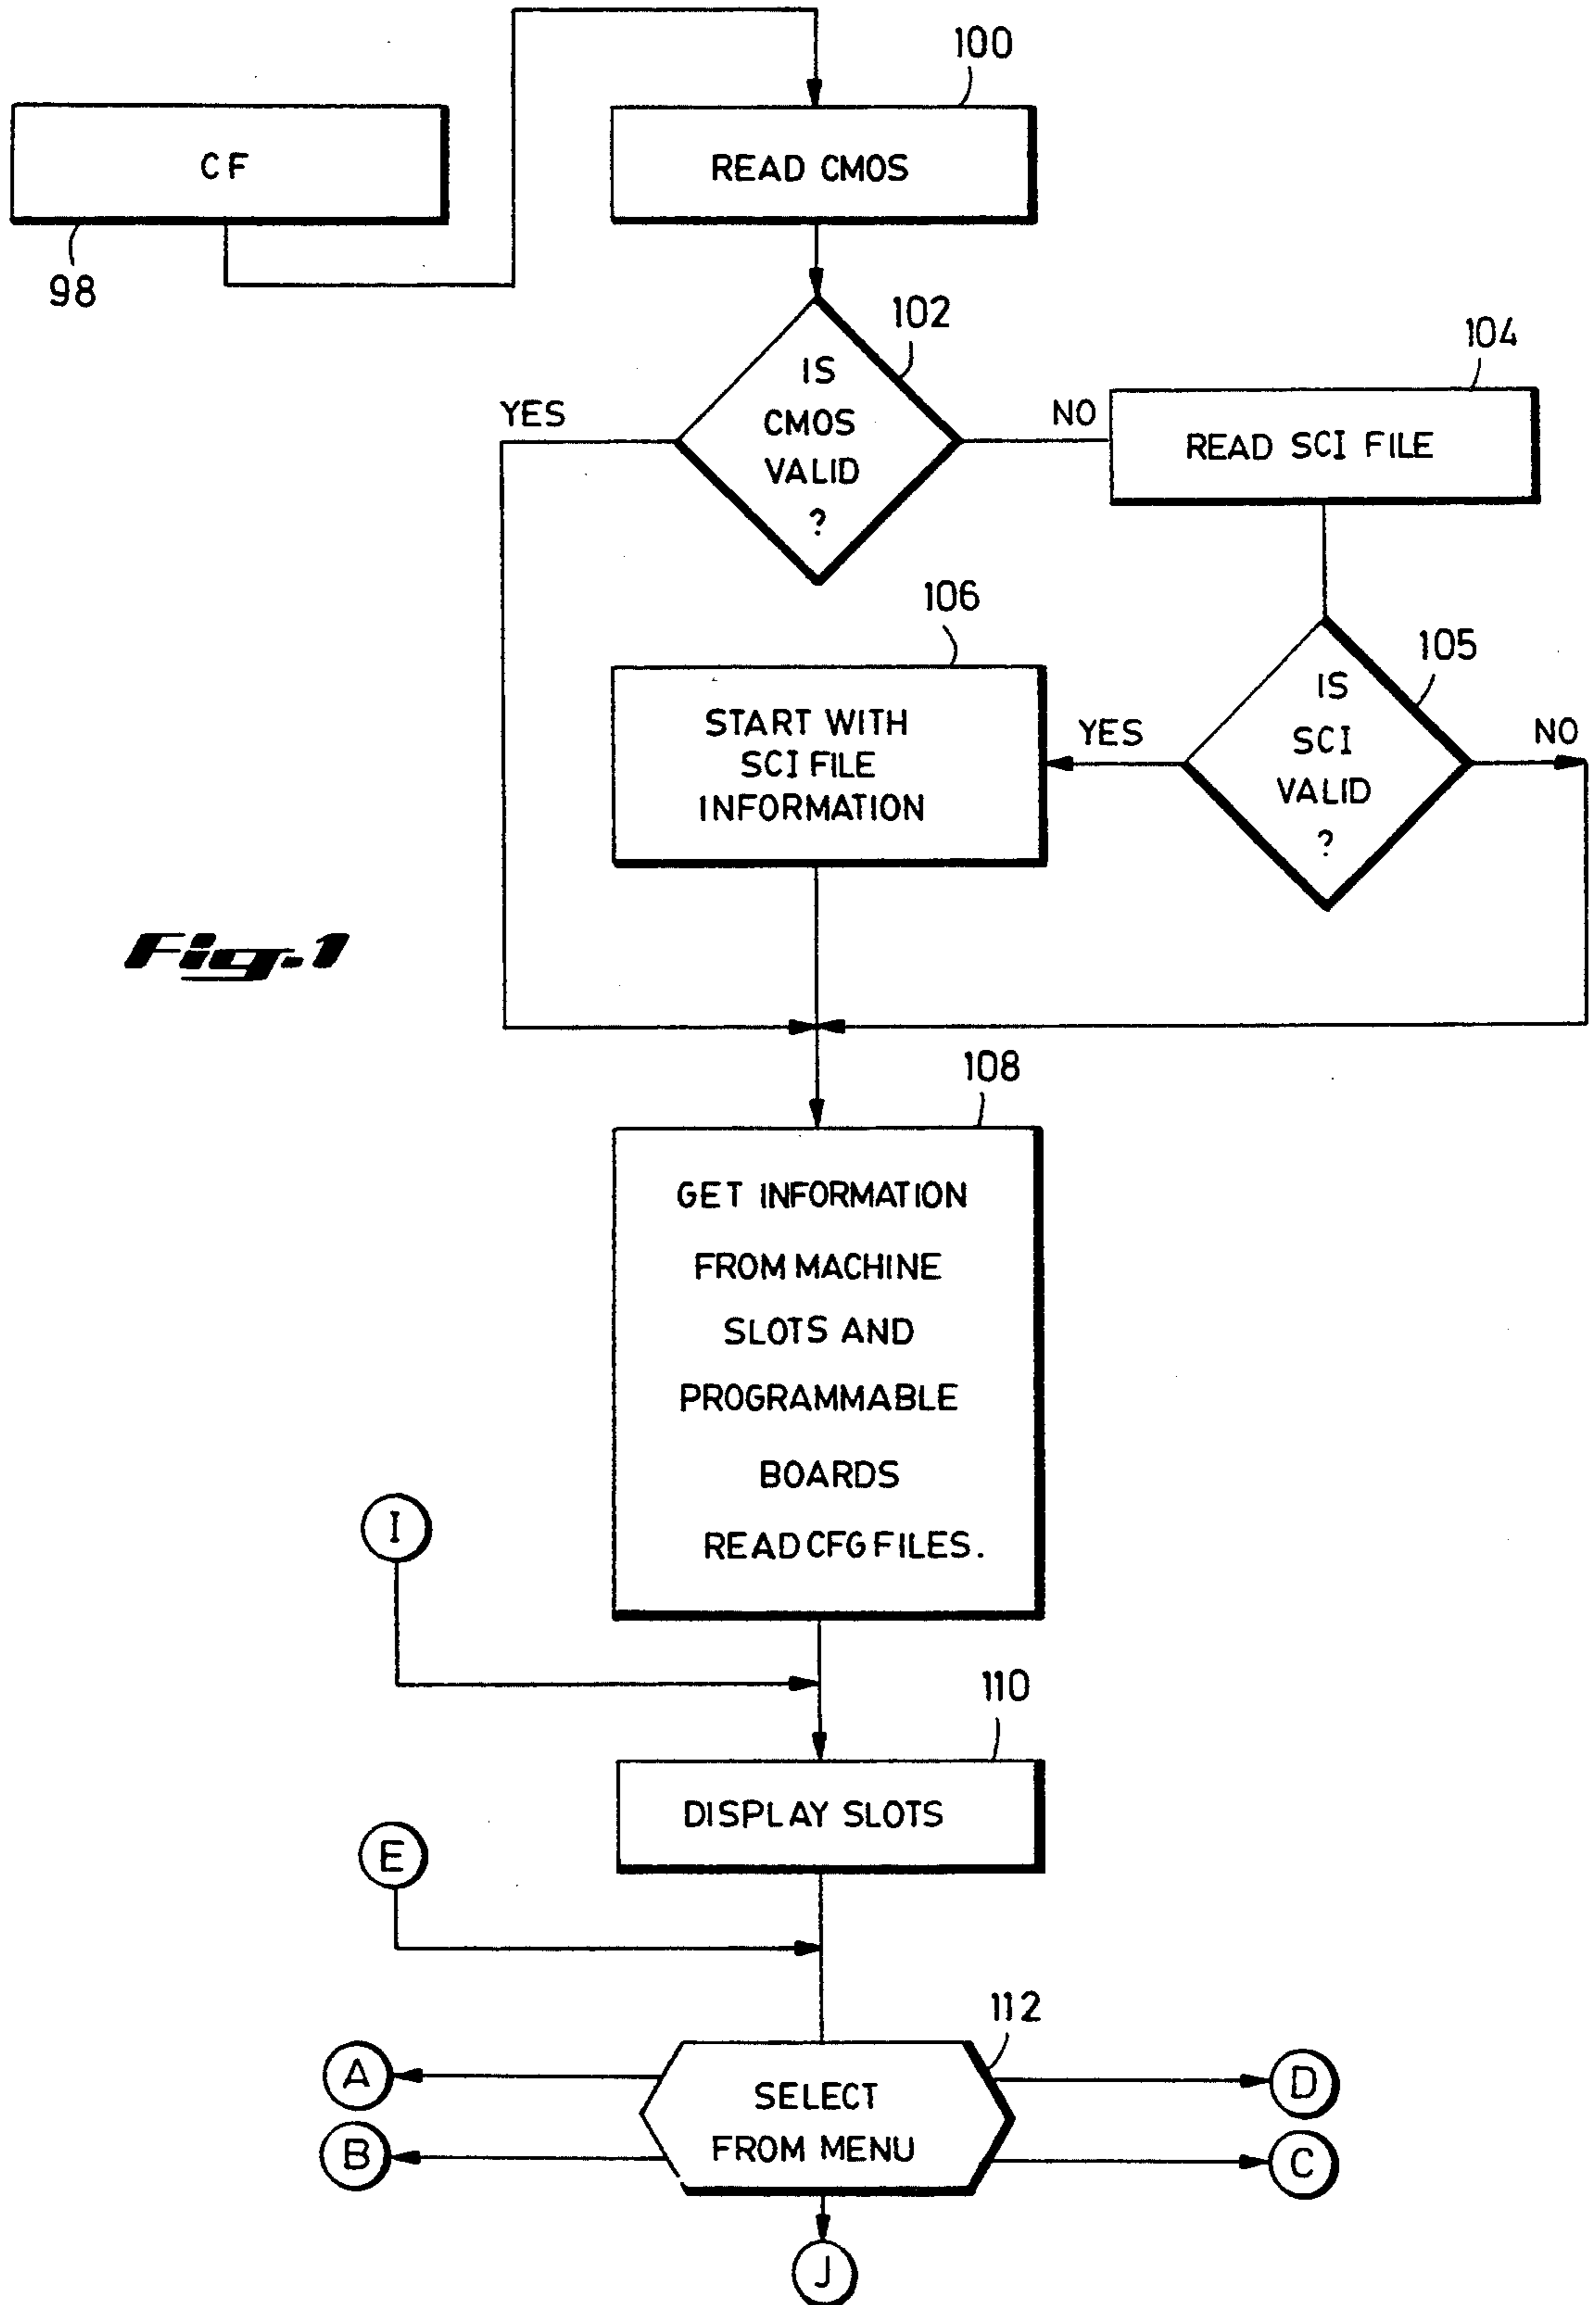 100
CF
READ CMOS
98
102
104
IS
CMOS
VALID
?
YES
NO
READ SCI FILE
106
105
START WITH
SCI FILE
INFORMATION
YES
IS
SCI
VALID
?
NO
Fig.1
108
GET INFORMATION
FROM MACHINE
SLOTS AND
PROGRAMMABLE
BOARDS
READ CFG FILES.
I
110
DISPLAY SLOTS
E
112
A
SELECT
FROM MENU
D
B
C
J